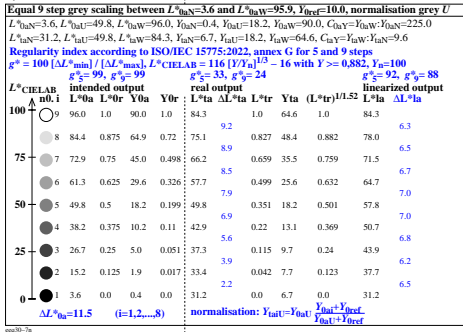 Equal 9 step grey scaling between L*0aN=3.6 and L*0aW=95.9, Y0ref=10.0, normalisation grey U
L*0aN=3.6, L*0aU=49.8, L*0aW=96.0, Y0aN=0.4, Y0aU=18.2, Y0aW=90.0, C0aY=Y0aW:Y0aN=225.0
L*taN=31.2, L*taU=49.8, L*taW=84.3, YtaN=6.7, YtaU=18.2, YtaW=64.6, CtaY=YtaW:YtaN=9.6
Regularity index according to ISO/IEC 15775:2022, annex G for 5 and 9 steps
g* = 100 [ΔL*min] / [ΔL*max], L*CIELAB = 116 [Y/Yn]1/3 − 16 with Y >= 0,882, Yn=100
g*5= 99, g*9= 99 g*5= 33, g*9= 24 g*5= 92, g*9= 88
L*CIELAB intended output real output linearized output
n0. i L*0a L*0r Y0a Y0r L*ta ΔL*ta L*tr Yta (L*tr)1/1.52 L*la ΔL*la
100 9 96.0 1.0 90.0 1.0 84.3 1.0 64.6 1.0 84.3
9.2 6.3
8 84.4 0.875 64.9 0.72 75.1 0.827 48.4 0.882 78.0
8.9 6.5
75 7 72.9 0.75 45.0 0.498 66.2 0.659 35.5 0.759 71.5
8.5 6.7
6 61.3 0.625 29.6 0.326 57.7 0.499 25.6 0.632 64.7
7.9 7.0
50 5 49.8 0.5 18.2 0.199 49.8 0.351 18.2 0.501 57.8
6.9 7.0
4 38.2 0.375 10.2 0.11 42.9 0.22 13.1 0.369 50.7
5.6 6.8
25 3 26.7 0.25 5.0 0.051 37.3 0.115 9.7 0.24 43.9
3.9 6.2
2 15.2 0.125 1.9 0.017 33.4 0.042 7.7 0.123 37.7
2.2 6.5
0 1 3.6 0.0 0.4 0.0 31.2 0.0 6.7 0.0 31.2
ΔL*0a=11.5 (i=1,2,...,8) normalisation: YtaiU=Y0aU (Y0ai+Y0ref)/(Y0aU+Y0ref)
eea30-7n